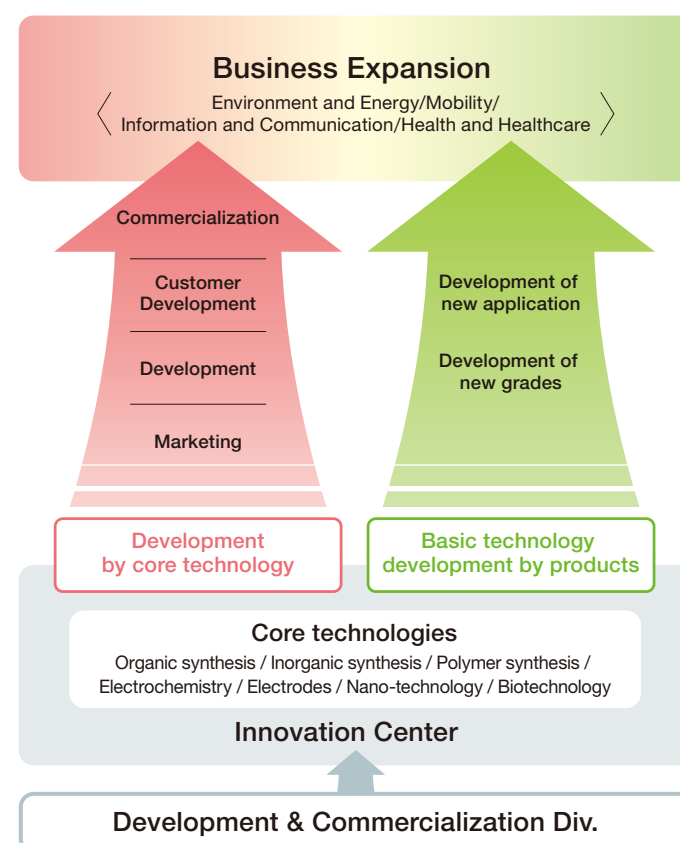 Business Expansion
Environment and Energy/Mobility/
Information and Communication/Health and Healthcare
Commercialization
Customer
Development
Development
Marketing
Development of
new application
Development of
new grades
Development
by core technology
Basic technology
development by products
Core technologies
Organic synthesis / Inorganic synthesis / Polymer synthesis /
Electrochemistry / Electrodes / Nano-technology / Biotechnology
Innovation Center
Development & Commercialization Div.